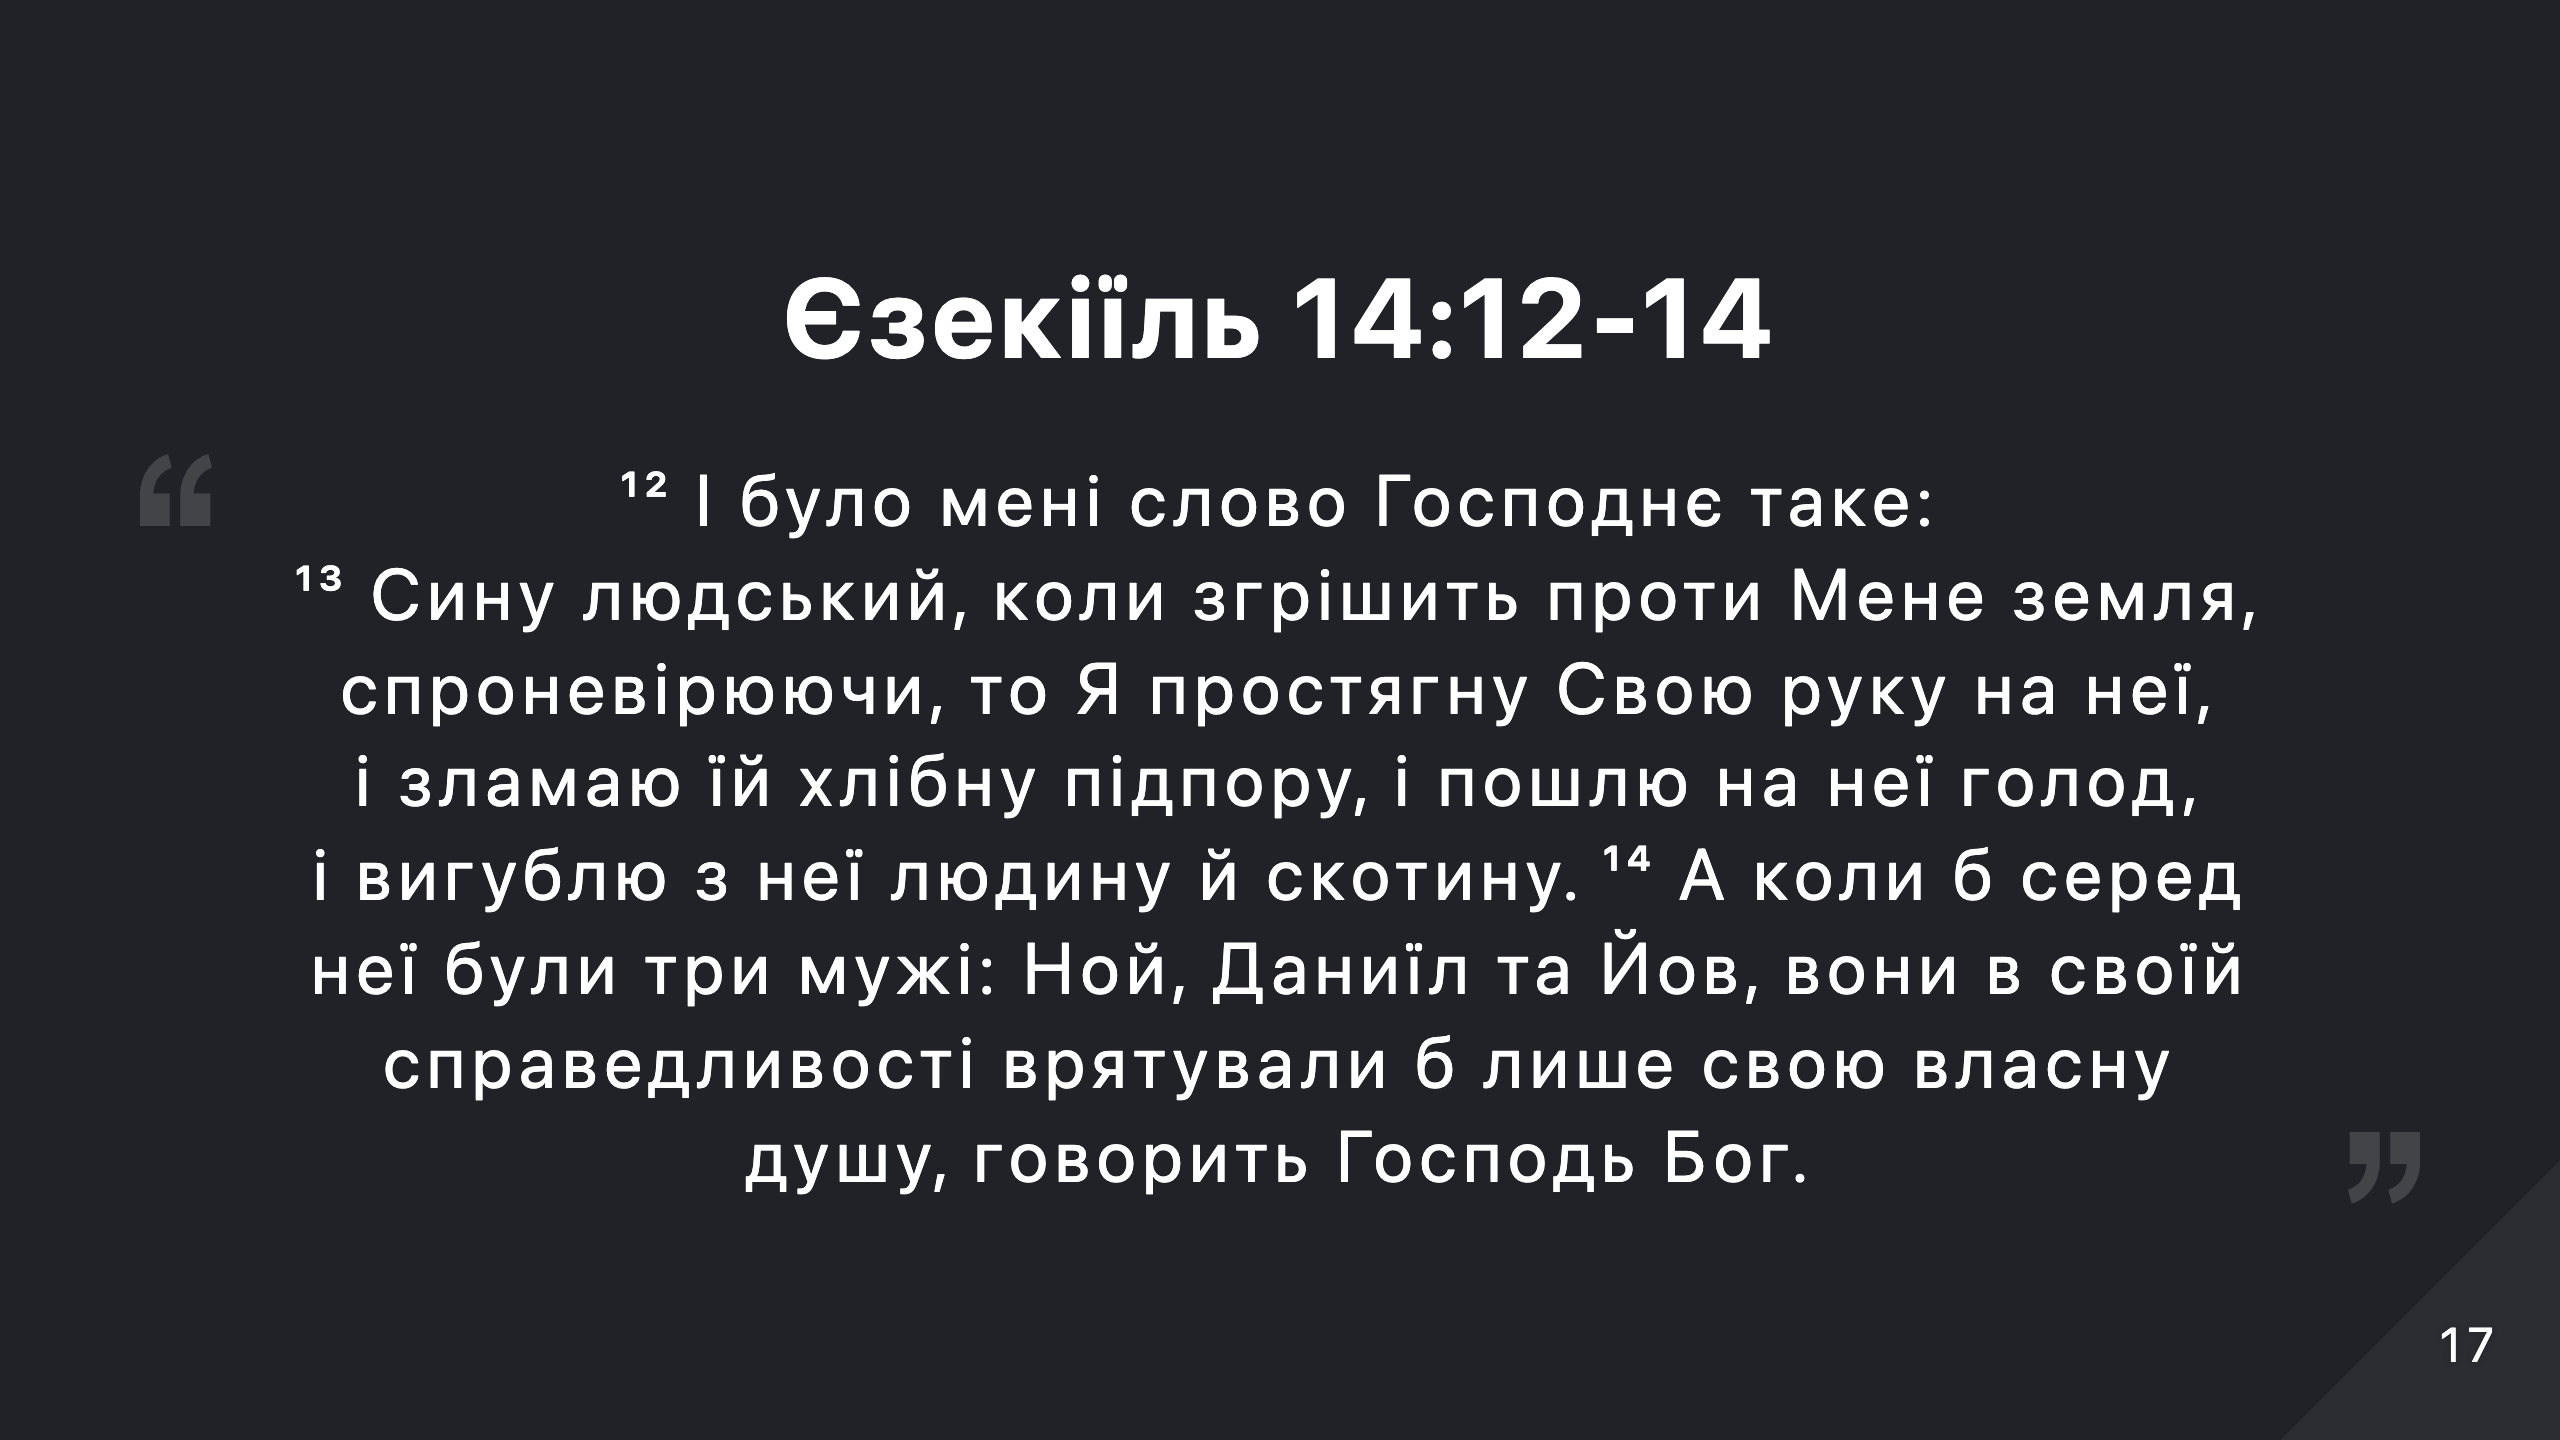 Єзекіїль 14:12-14
“
¹² І було мені слово Господнє таке:
¹³ Сину людський, коли згрішить проти Мене земля,
спроневірюючи, то Я простягну Свою руку на неї,
і зламаю їй хлібну підпору, і пошлю на неї голод,
і вигублю з неї людину й скотину. ¹⁴ А коли б серед
неї були три мужі: Ной, Даниїл та Йов, вони в своїй
справедливості врятували б лише свою власну
душу, говорить Господь Бог.
”
17